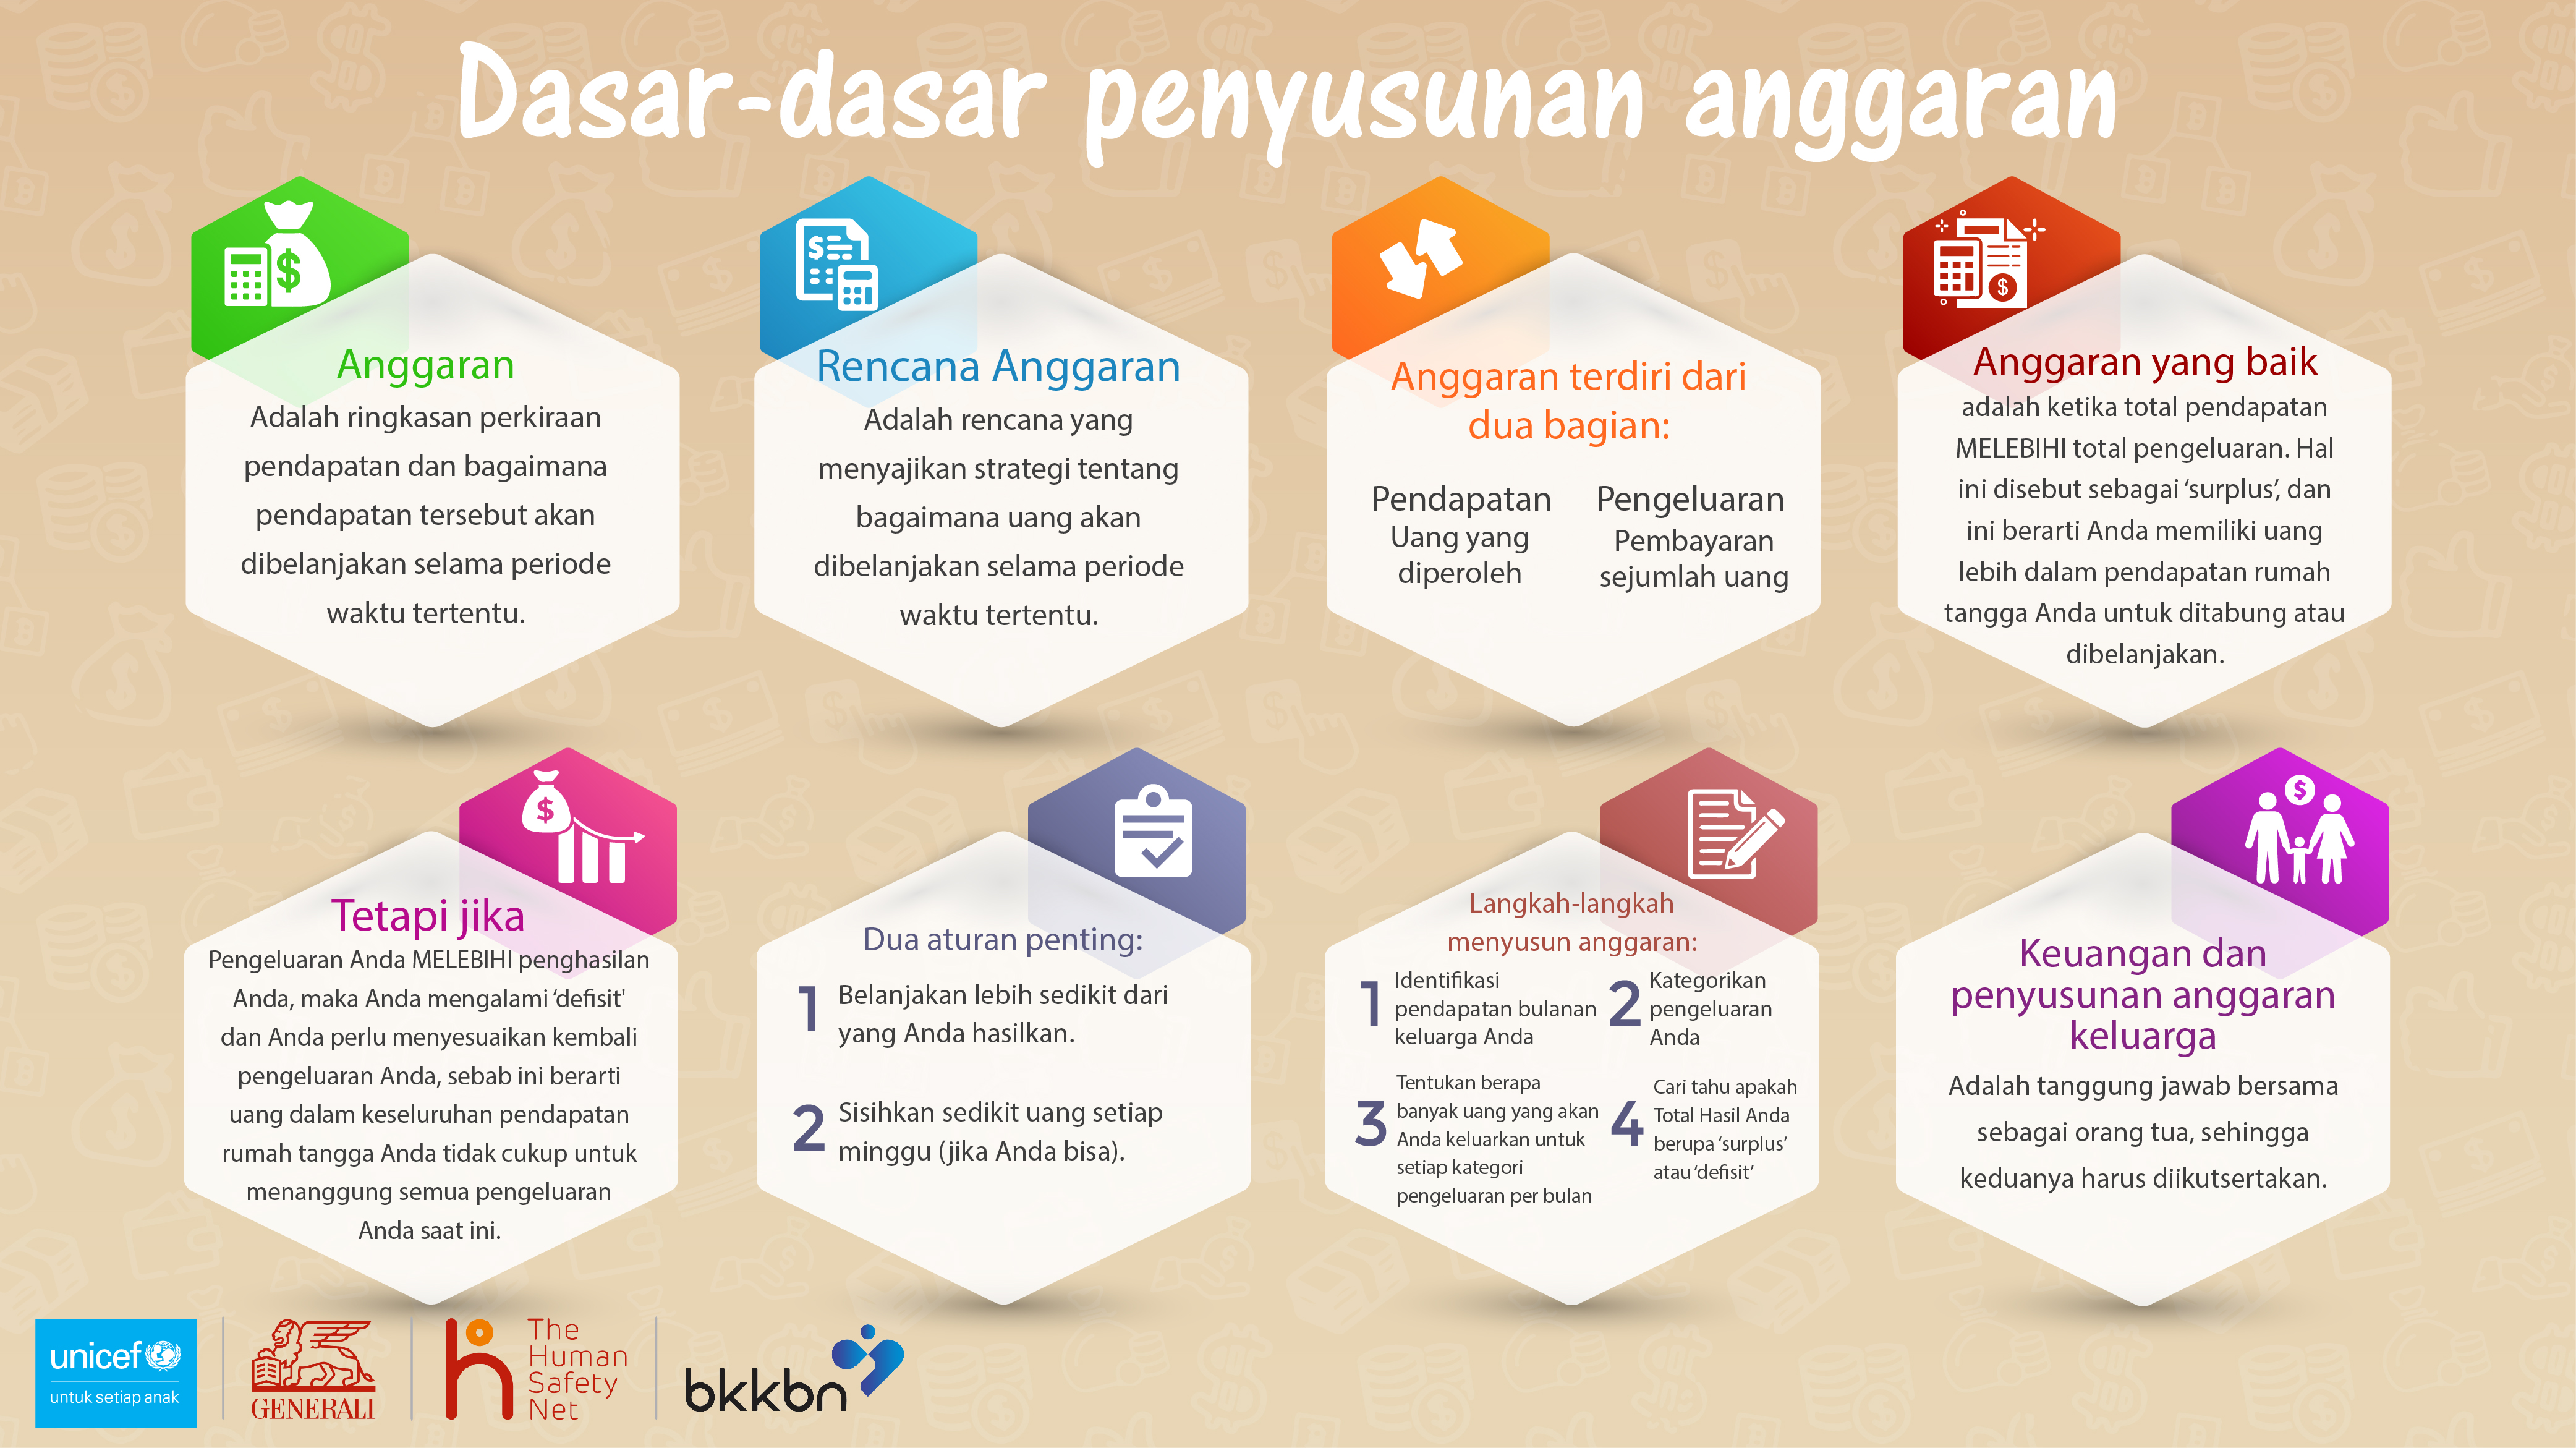 Dasar-dasar penyusunan anggaran
Anggaran
Adalah ringkasan perkiraan
pendapatan dan bagaimana
pendapatan tersebut akan
dibelanjakan selama periode
waktu tertentu.
Rencana Anggaran
Adalah rencana yang
menyajikan strategi tentang
bagaimana uang akan
dibelanjakan selama periode
waktu tertentu.
Anggaran terdiri dari
dua bagian:
Pendapatan
Uang yang
diperoleh
Pengeluaran
Pembayaran
sejumlah uang
Anggaran yang baik
adalah ketika total pendapatan
MELEBIHI total pengeluaran. Hal
ini disebut sebagai ‘surplus’, dan
ini berarti Anda memiliki uang
lebih dalam pendapatan rumah
tangga Anda untuk ditabung atau
dibelanjakan.
Tetapi jika
Pengeluaran Anda MELEBIHI penghasilan
Anda, maka Anda mengalami ‘defisit'
dan Anda perlu menyesuaikan kembali
pengeluaran Anda, sebab ini berarti
uang dalam keseluruhan pendapatan
rumah tangga Anda tidak cukup untuk
menanggung semua pengeluaran
Anda saat ini.
Dua aturan penting:
1 Belanjakan lebih sedikit dari
yang Anda hasilkan.
2 Sisihkan sedikit uang setiap
minggu (jika Anda bisa).
Langkah-langkah
menyusun anggaran:
1 Identifikasi
pendapatan bulanan
keluarga Anda
2 Kategorikan
pengeluaran
Anda
3 Tentukan berapa
banyak uang yang akan
Anda keluarkan untuk
setiap kategori
pengeluaran per bulan
4 Cari tahu apakah
Total Hasil Anda
berupa ‘surplus’
atau ‘defisit’
Keuangan dan
penyusunan anggaran
keluarga
Adalah tanggung jawab bersama
sebagai orang tua, sehingga
keduanya harus diikutsertakan.
unicef
untuk setiap anak
GENERALI
The
Human
Safety
Net
bkkbn